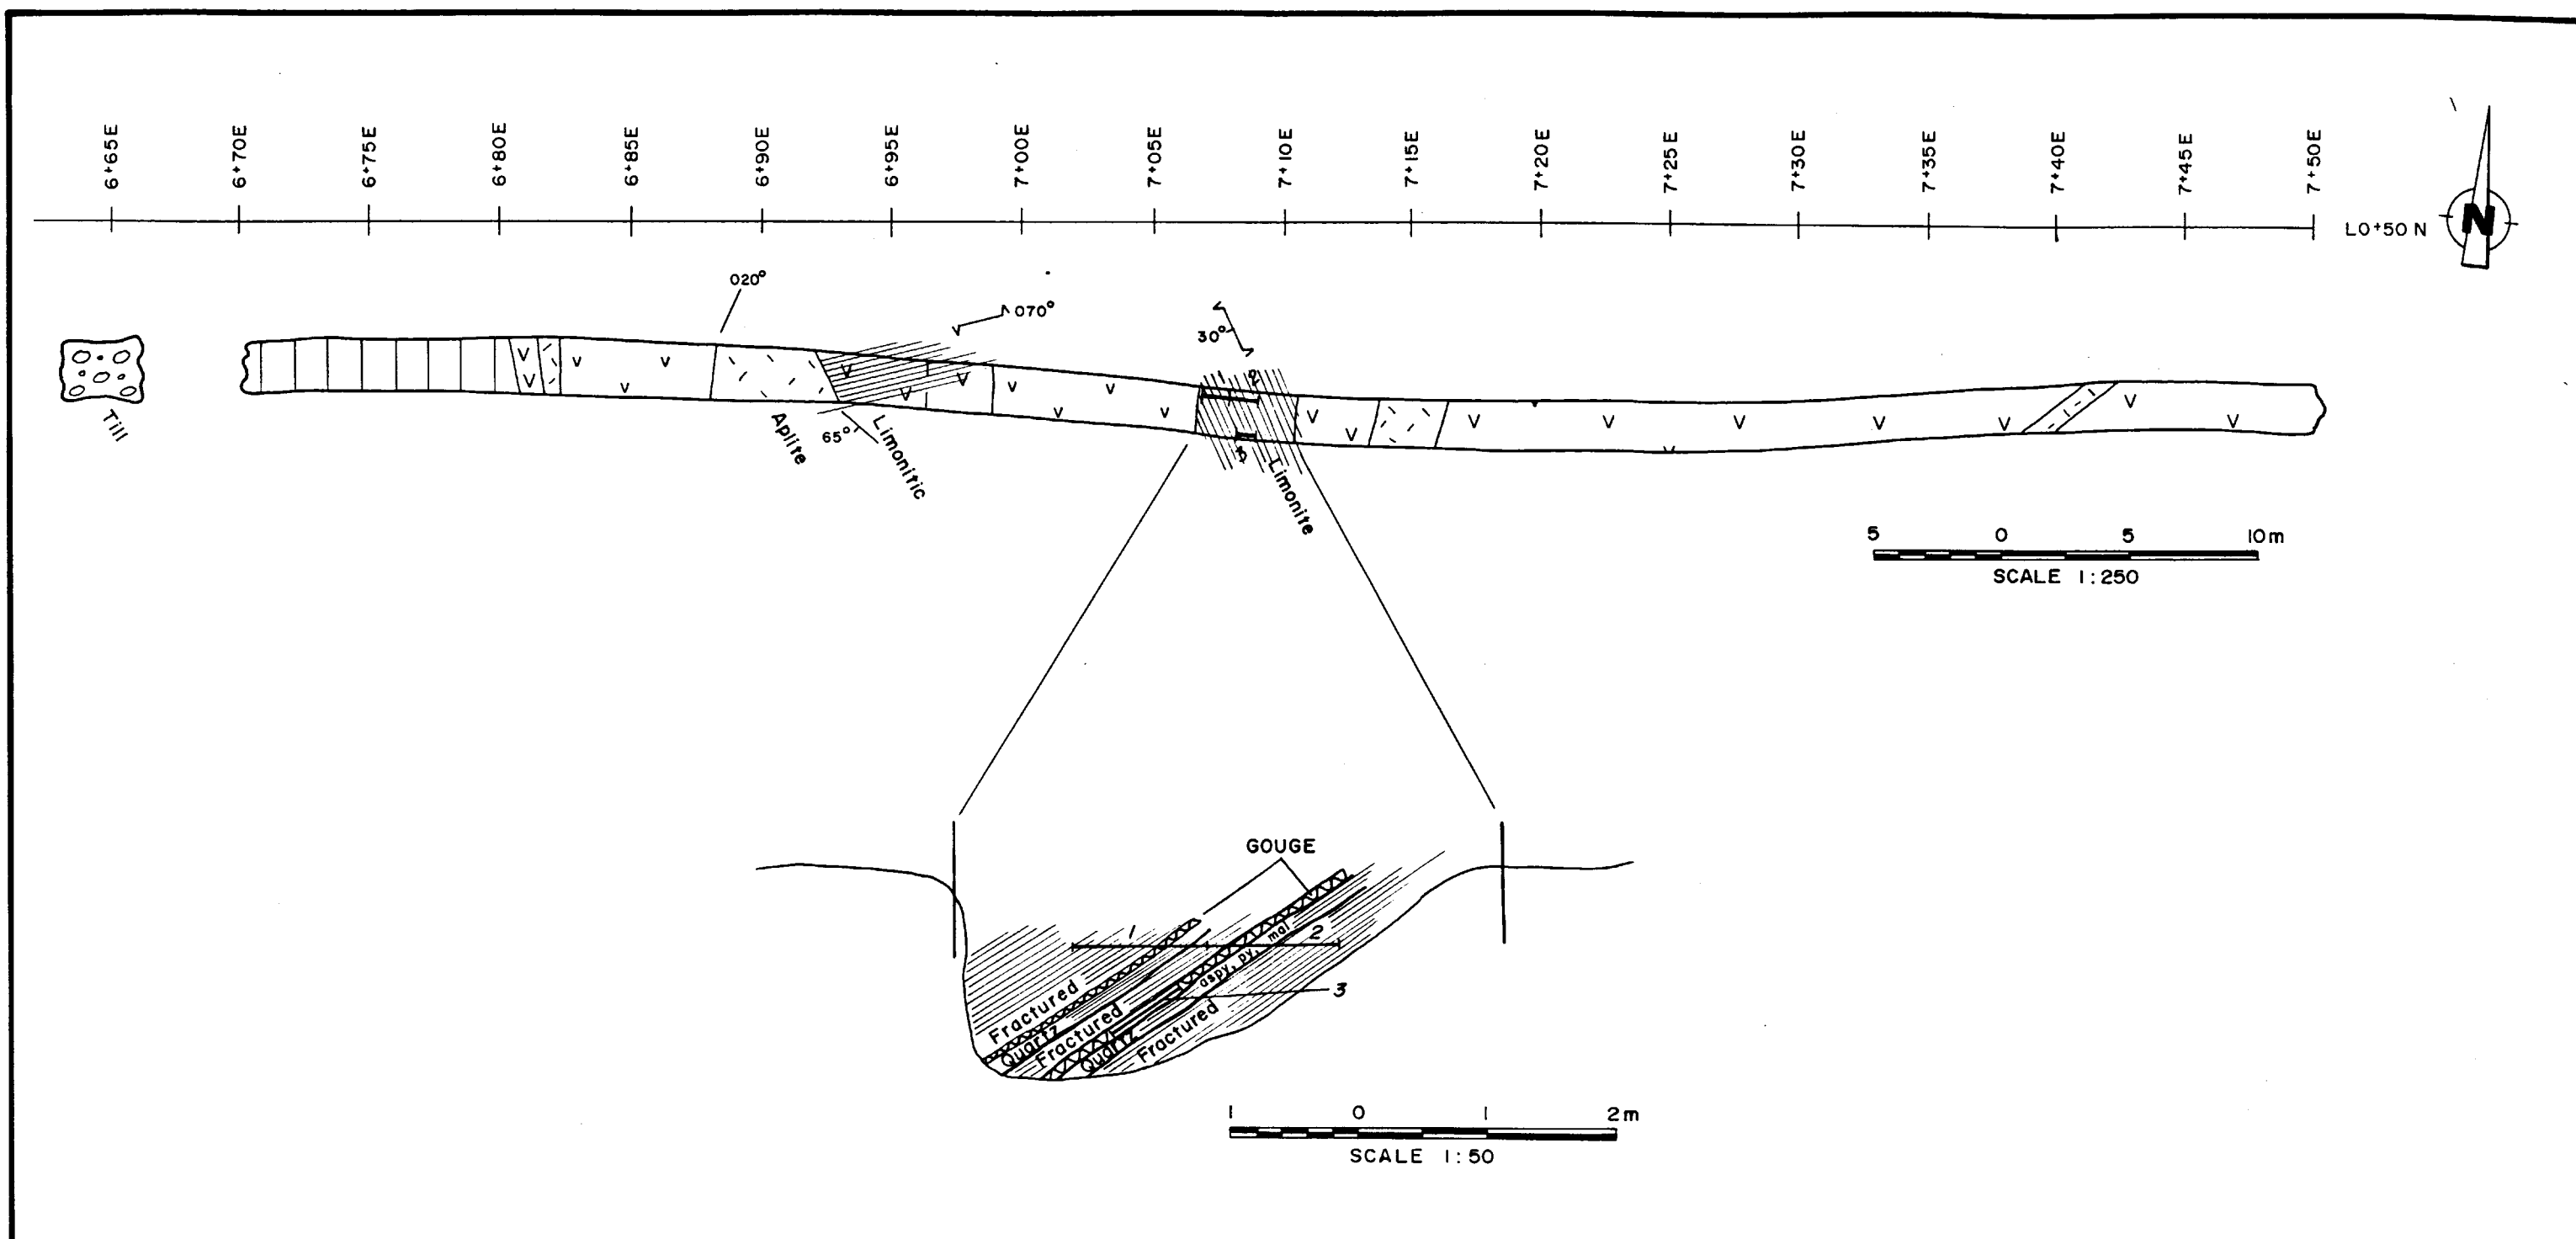 6+65E
6+70E
6+75E
6+80E
6+85E
6+90E
6+95E
7+00E
7+05E
7+10E
7+15E
7+20E
7+25E
7+30E
7+35E
7+40E
7+45E
7+50E
L0+50 N
N
020°
070°
30°
1
2
3
65°
Till
Aplite
Limonitic
Limonite
5 0 5 10m
SCALE 1:250
GOUGE
1
2
mal
aspy, py,
3
Fractured
Quartz
Fractured
Quartz
Fractured
1 0 1 2m
SCALE 1:50